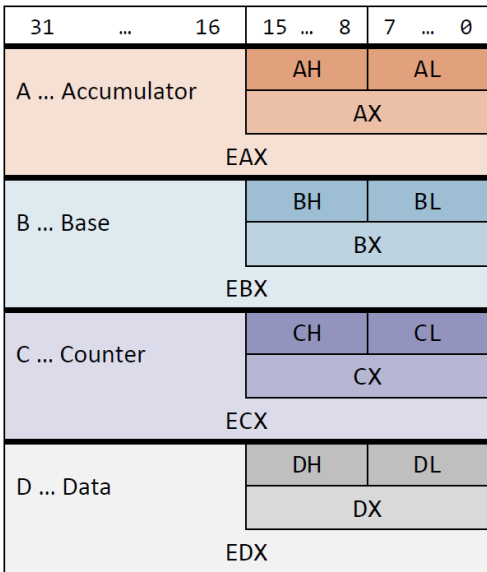 31 … 16 15 … 8 7 … 0
AH AL
A … Accumulator
AX
EAX
BH BL
B … Base
BX
EBX
CH CL
C … Counter
CX
ECX
DH DL
D … Data
DX
EDX